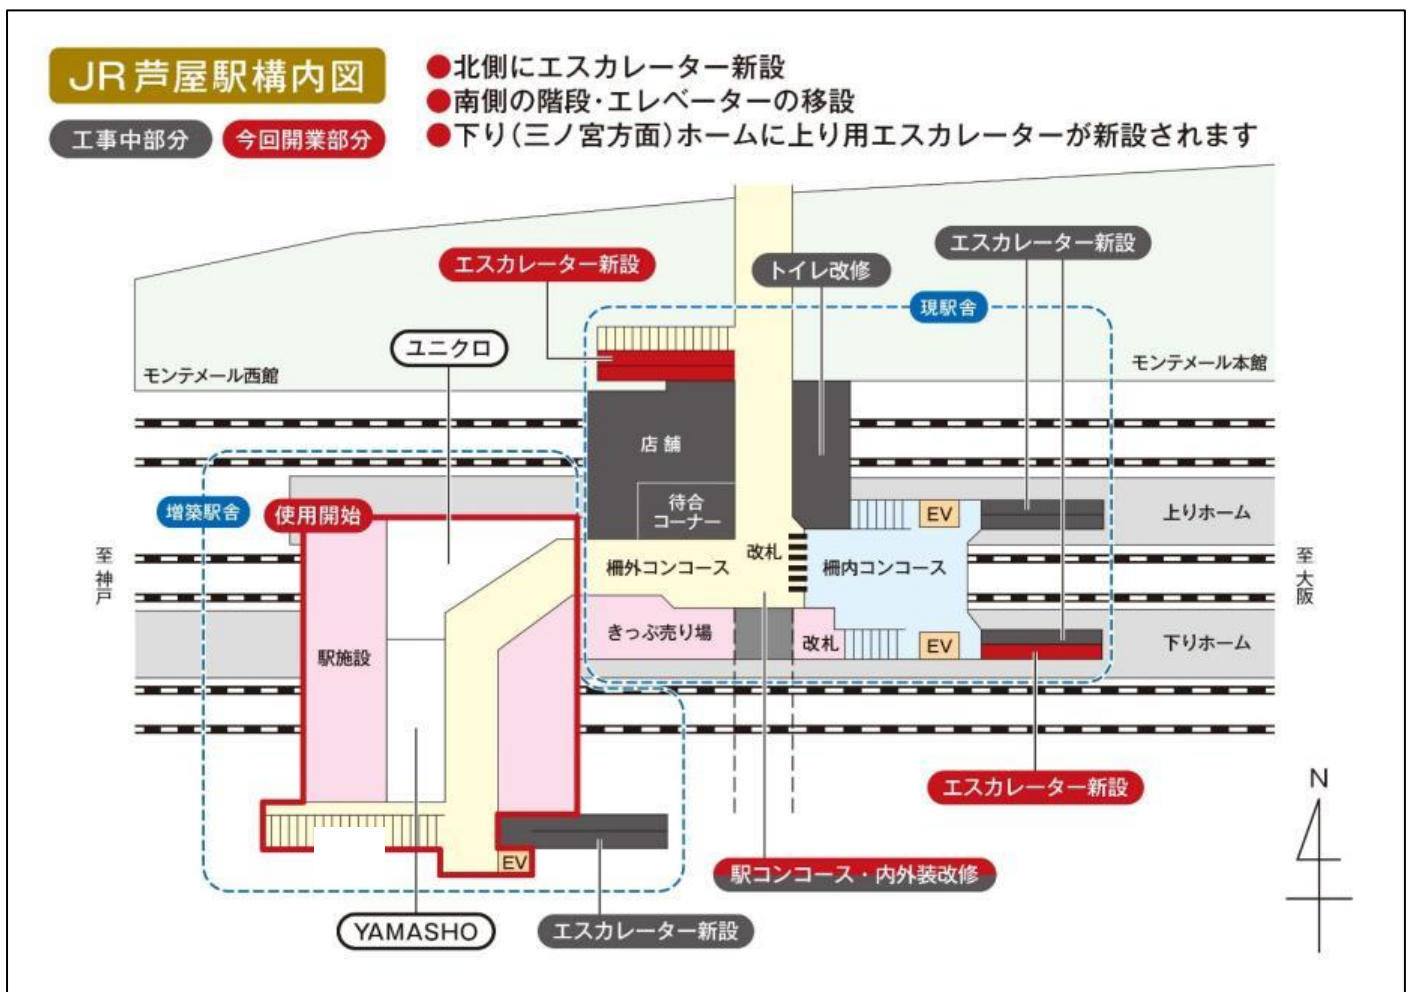 JR芦屋駅構内図
工事中部分
今回開業部分
●北側にエスカレーター新設
●南側の階段・エレベーターの移設
●下り(三ノ宮方面)ホームに上り用エスカレーターが新設されます
エスカレーター新設
エスカレーター新設
トイレ改修
現駅舎
ユニクロ
モンテメール西館
モンテメール本館
店舗
待合
コーナー
増築駅舎
使用開始
EV
上りホーム
至神戸
柵外コンコース
改札
柵内コンコース
至大阪
きっぷ売り場
改札
EV
下りホーム
駅施設
エスカレーター新設
N
EV
駅コンコース・内外装改修
YAMASHO
エスカレーター新設